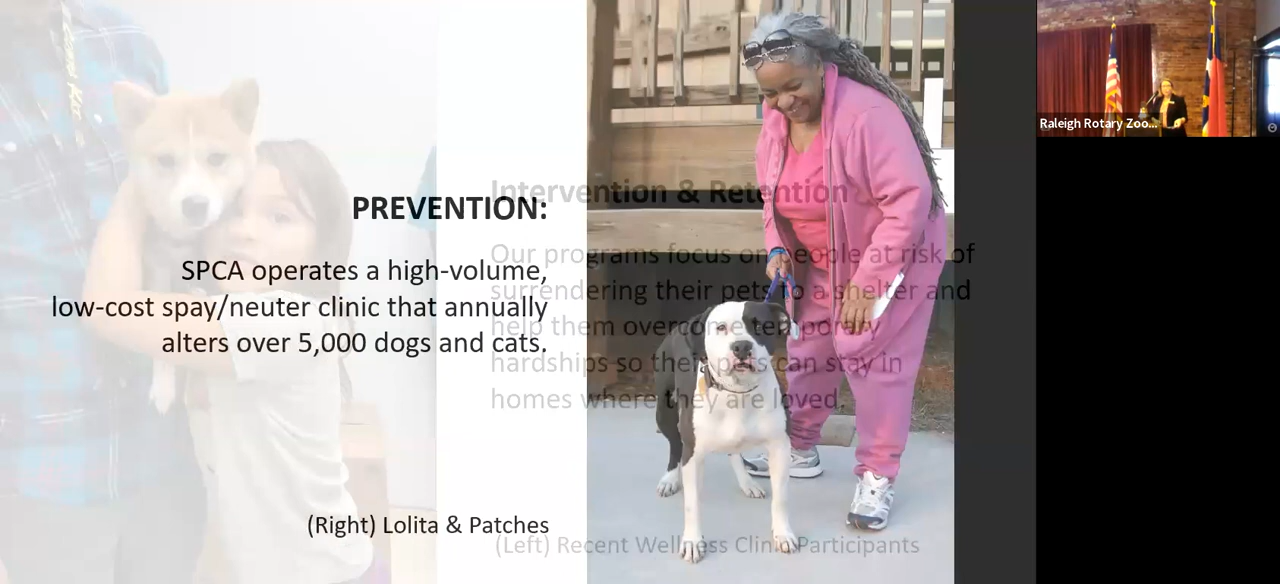 PREVENTION:
SPCA operates a high-volume,
low-cost spay/neuter clinic that annually
alters over 5,000 dogs and cats.
(Right) Lolita & Patches
Intervention & Retention
Our programs focus on people at risk of
surrendering their pets to a shelter and
help them overcome temporary
hardships so their pets can stay in
homes where they are loved.
(Left) Recent Wellness Clinic Participants
Raleigh Rotary Zoo...